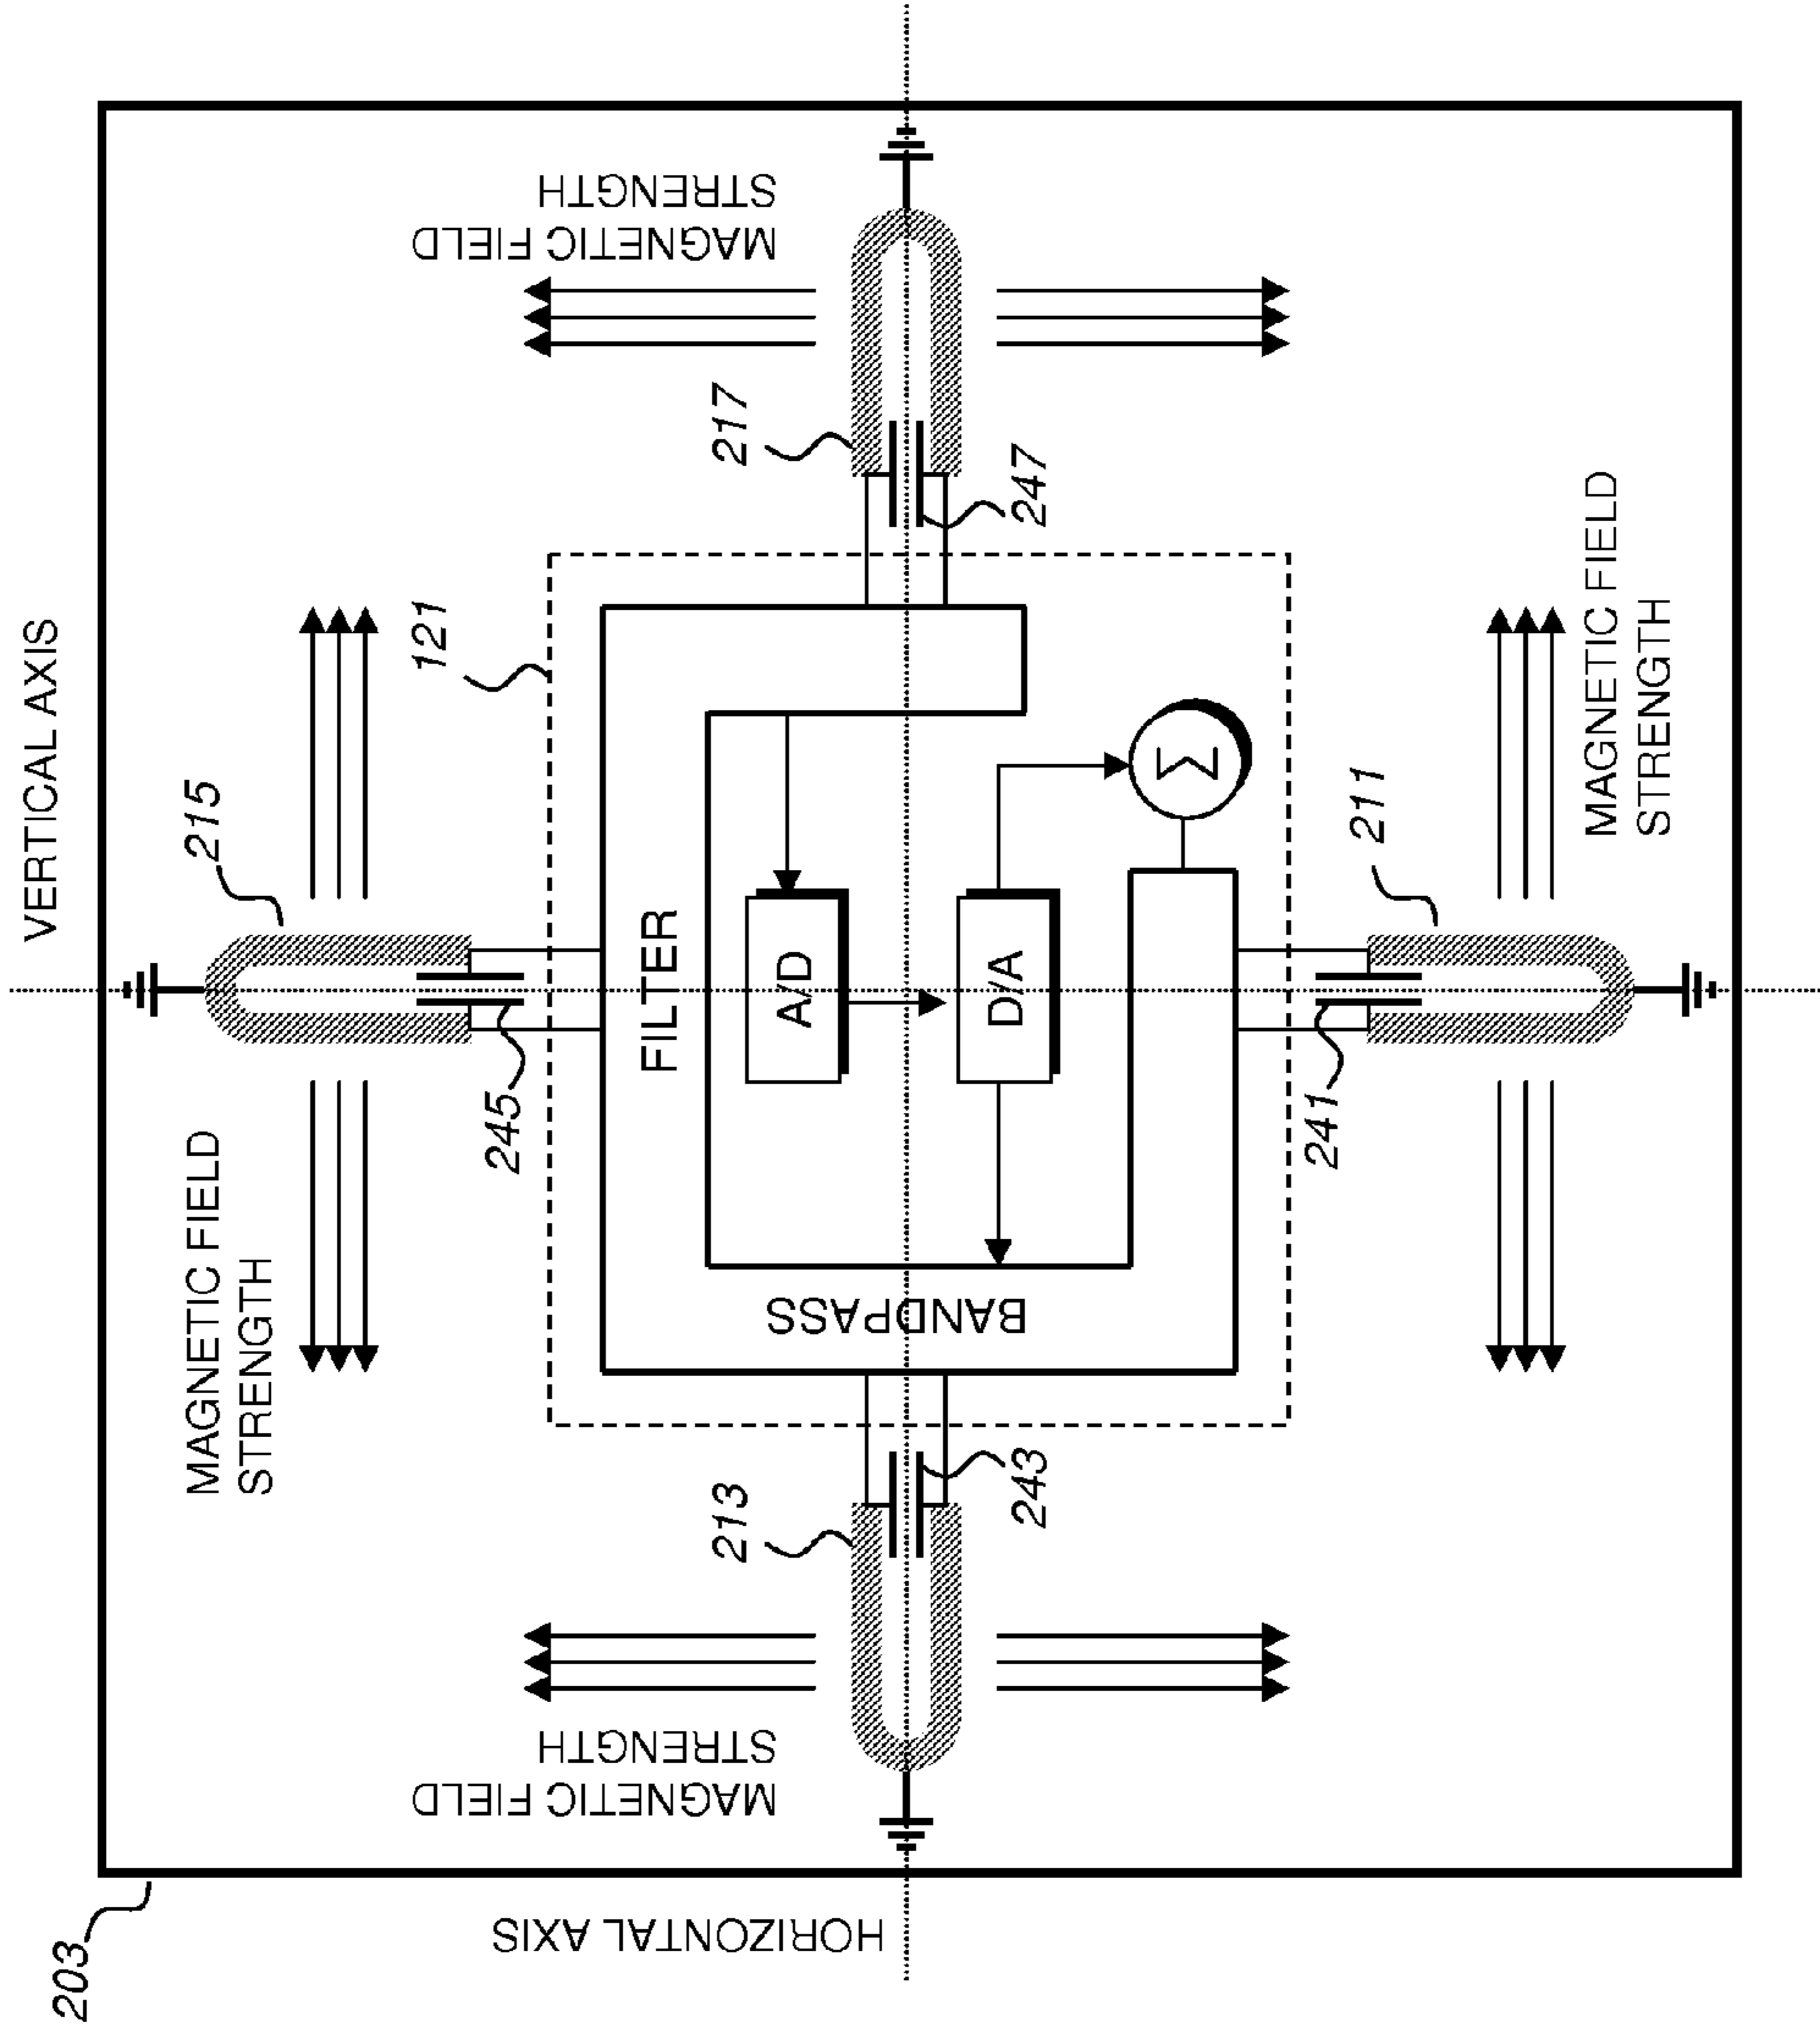 VERTICAL AXIS
203
HORIZONTAL AXIS
MAGNETIC FIELD
STRENGTH
215
245
121
FILTER
BANDPASS
A/D
D/A
Σ
213
243
MAGNETIC FIELD
STRENGTH
217
247
MAGNETIC FIELD
STRENGTH
241
211
MAGNETIC FIELD
STRENGTH